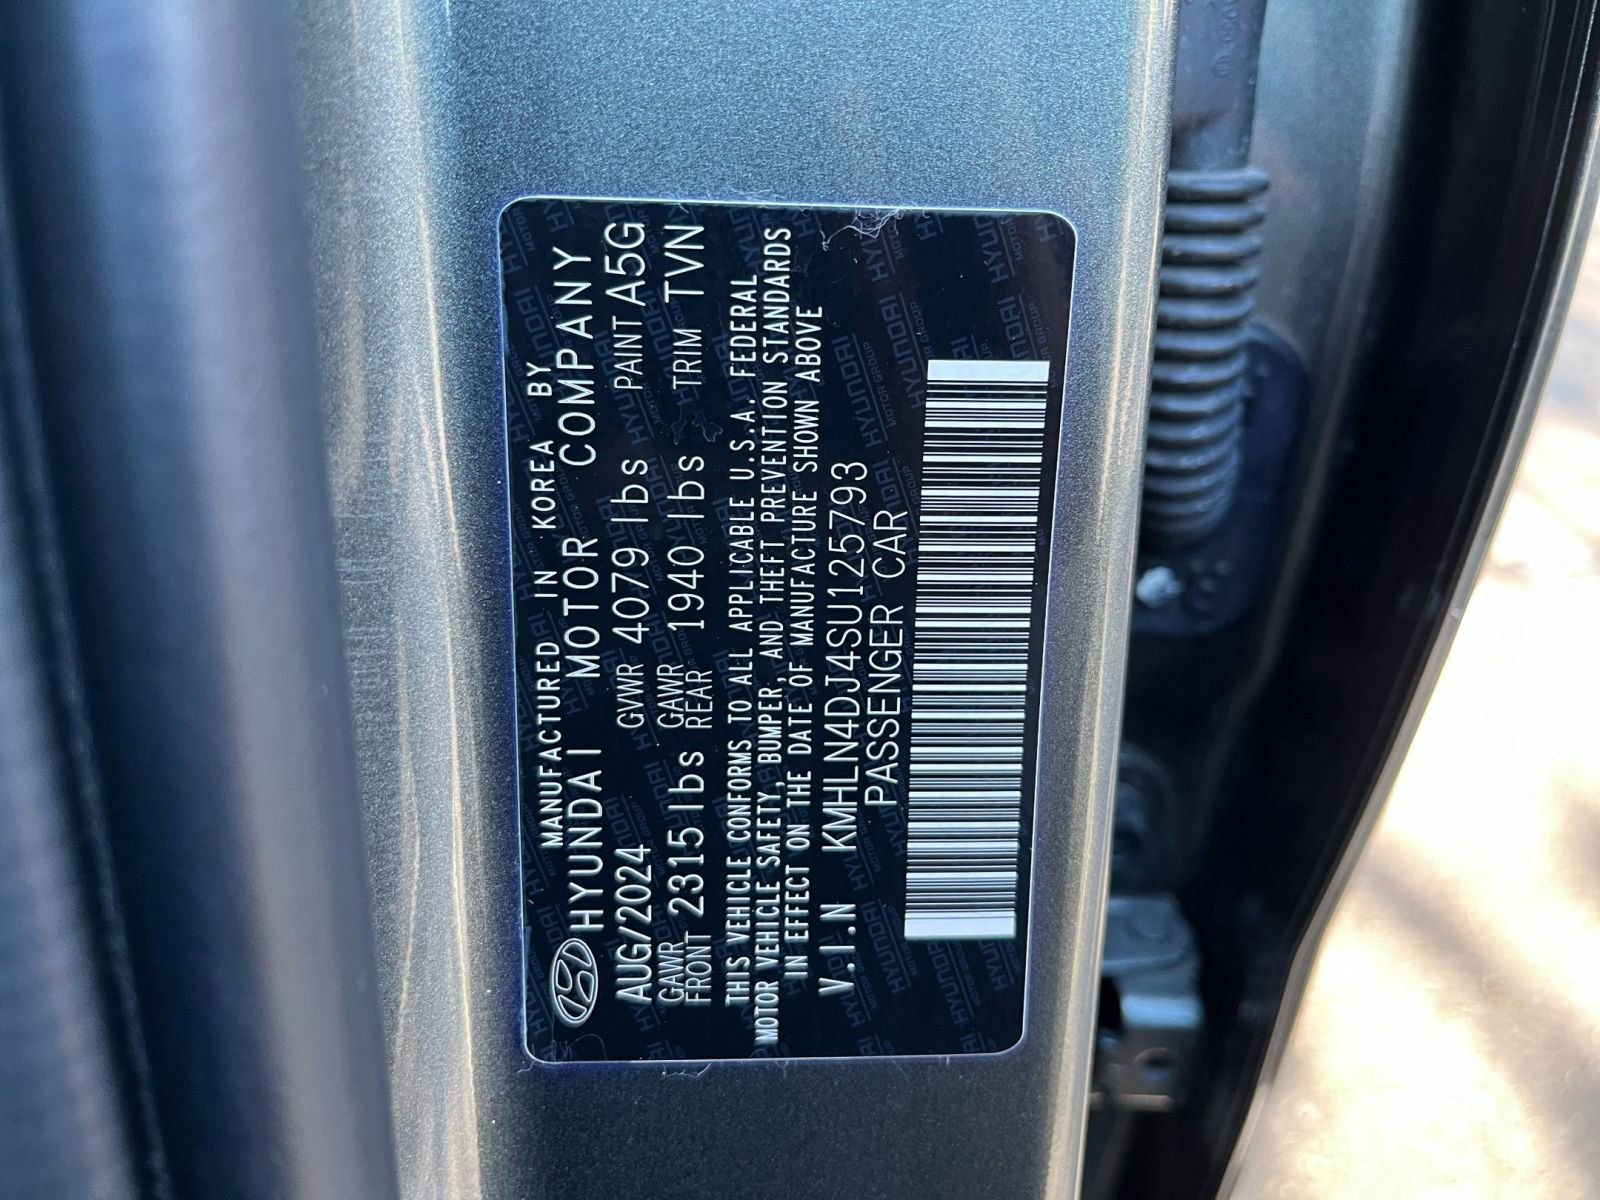 MANUFACTURED IN KOREA BY
HYUNDAI MOTOR COMPANY
AUG/2024 GVWR 4079 lbs PAINT A5G
GAWR FRONT 2315 lbs GAWR REAR 1940 lbs TRIM TVN
THIS VEHICLE CONFORMS TO ALL APPLICABLE U.S.A. FEDERAL
MOTOR VEHICLE SAFETY, BUMPER, AND THEFT PREVENTION STANDARDS
IN EFFECT ON THE DATE OF MANUFACTURE SHOWN ABOVE
V.I.N KMHLN4DJ4SU125793
PASSENGER CAR